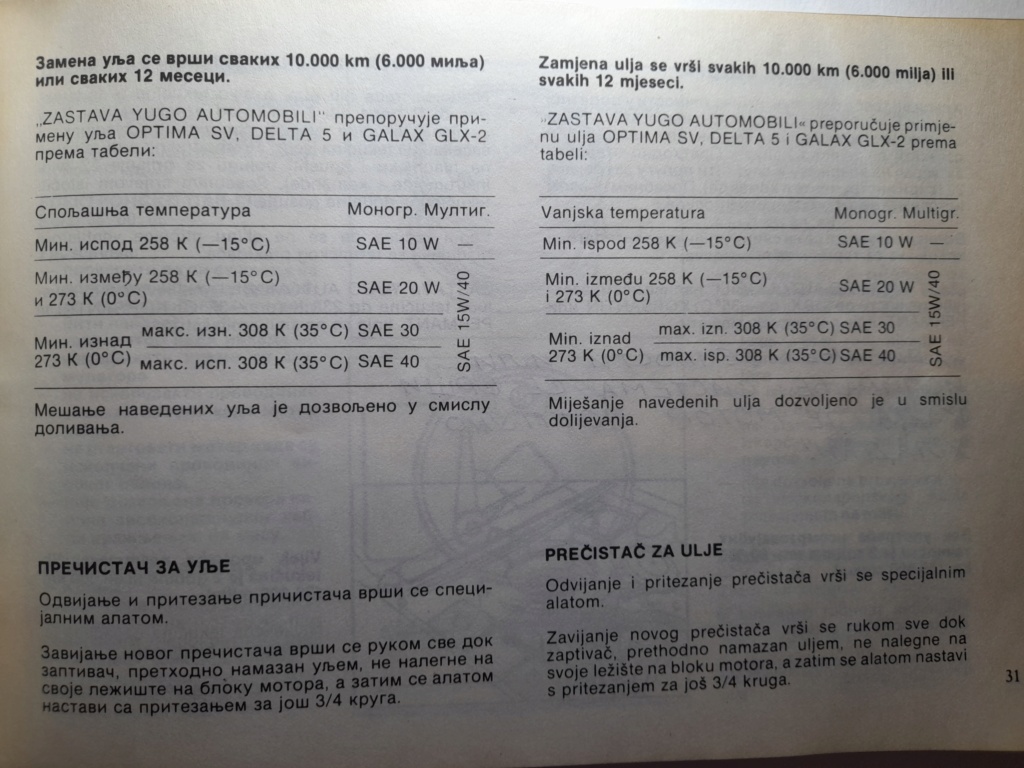 Замена уља се врши сваких 10.000 km (6.000 миља)
или сваких 12 месеци.
„ZASTAVA YUGO AUTOMOBILI" препоручује при-
мену уља OPTIMA SV, DELTA 5 и GALAX GLX-2
према табели:
Спољашња температура Моногр. Мултиг.
Мин. испод 258 К (—15°C) SAE 10 W —
Мин. између 258 К (—15°C)
и 273 К (0°C) SAE 20 W
Мин. изнад
273 К (0°C)
макс. изн. 308 К (35°C) SAE 30
макс. исп. 308 К (35°C) SAE 40
SAE 15W/40
Мешање наведених уља је дозвољено у смислу
доливања.
ПРЕЧИСТАЧ ЗА УЉЕ
Одвијање и притезање причистача врши се специ-
јалним алатом.
Завијање новог пречистача врши се руком све док
заптивач, претходно намазан уљем, не налегне на
своје лежиште на блоку мотора, а затим се алатом
настави са притезањем за још 3/4 круга.
Zamjena ulja se vrši svakih 10.000 km (6.000 milja) ili
svakih 12 mjeseci.
„ZASTAVA YUGO AUTOMOBILI« preporučuje primje-
nu ulja OPTIMA SV, DELTA 5 i GALAX GLX-2 prema
tabeli:
Vanjska temperatura Monogr. Multigr.
Min. ispod 258 K (—15°C) SAE 10 W —
Min. između 258 K (—15°C)
i 273 K (0°C) SAE 20 W
Min. iznad
273 K (0°C)
max. izn. 308 K (35°C) SAE 30
max. isp. 308 K (35°C) SAE 40
SAE 15W/40
Miješanje navedenih ulja dozvoljeno je u smislu
dolijevanja.
PREČISTAČ ZA ULJE
Odvijanje i pritezanje prečistača vrši se specijalnim
alatom.
Zavijanje novog prečistača vrši se rukom sve dok
zaptivač, prethodno namazan uljem, ne nalegne na
svoje ležište na bloku motora, a zatim se alatom nastavi
s pritezanjem za još 3/4 kruga.
31